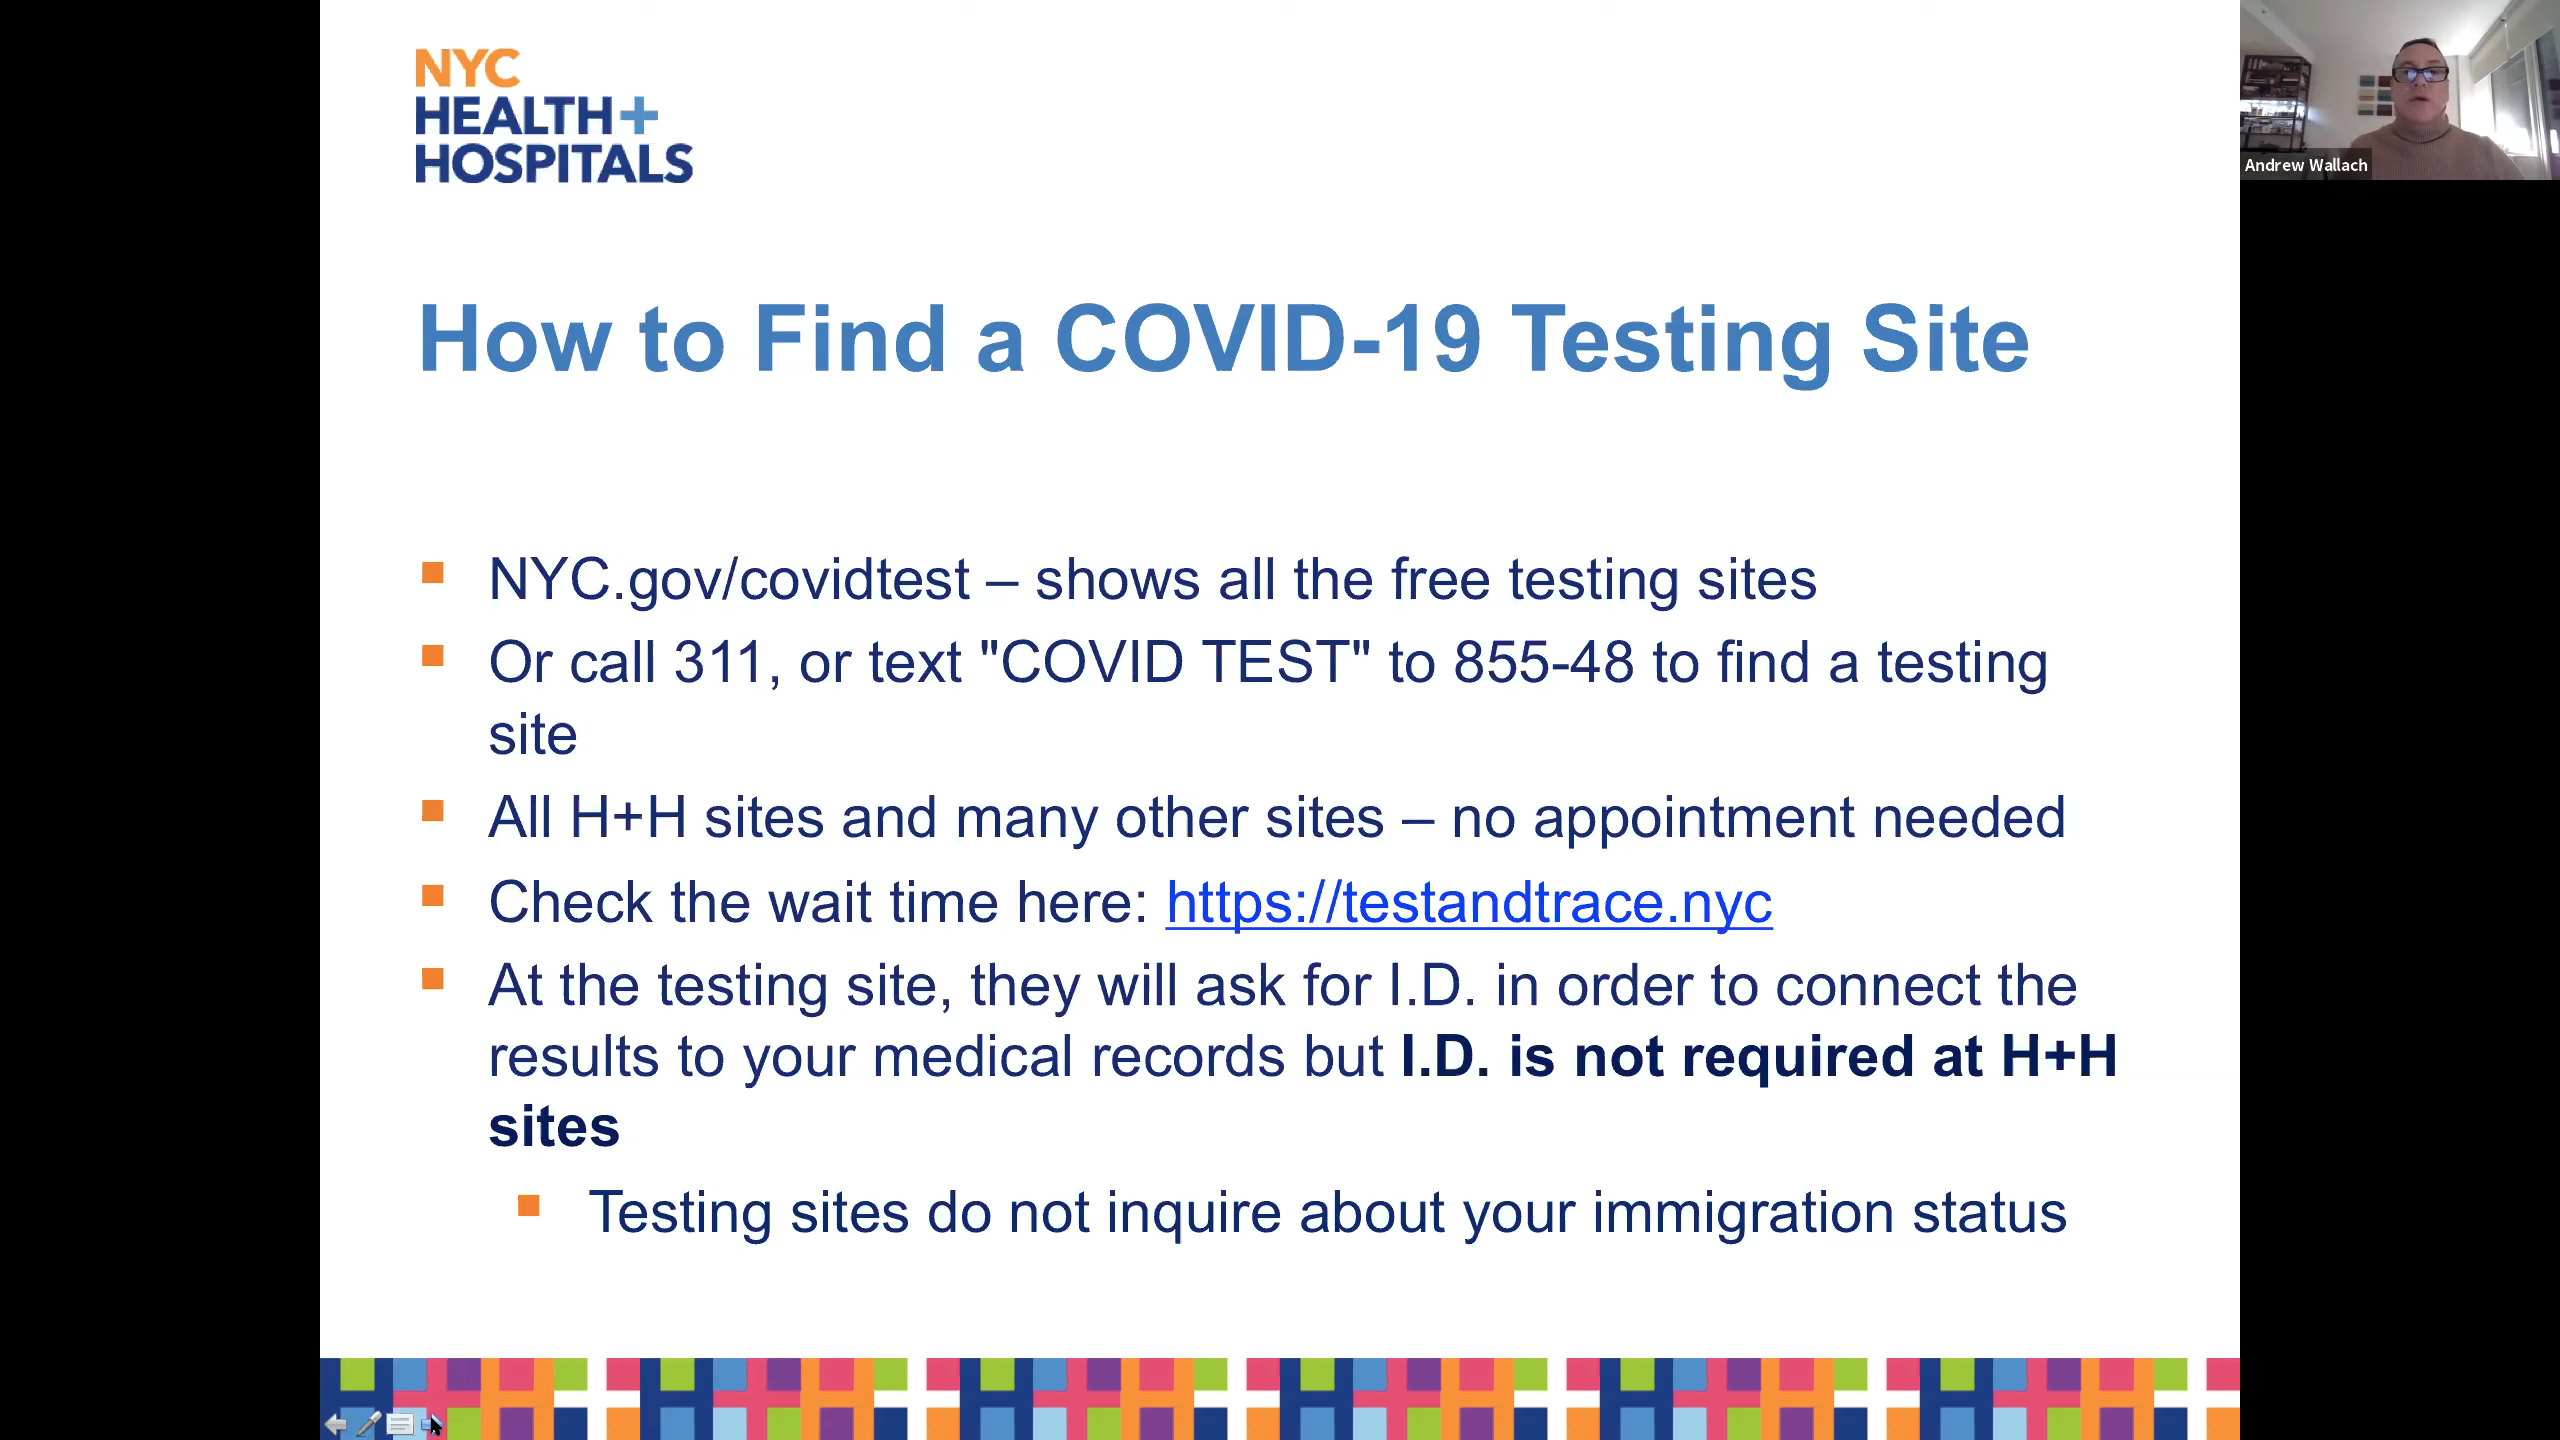 NYC
HEALTH+
HOSPITALS
Andrew Wallach
How to Find a COVID-19 Testing Site
NYC.gov/covidtest – shows all the free testing sites
Or call 311, or text "COVID TEST" to 855-48 to find a testing
site
All H+H sites and many other sites – no appointment needed
Check the wait time here: https://testandtrace.nyc
At the testing site, they will ask for I.D. in order to connect the
results to your medical records but I.D. is not required at H+H
sites
Testing sites do not inquire about your immigration status